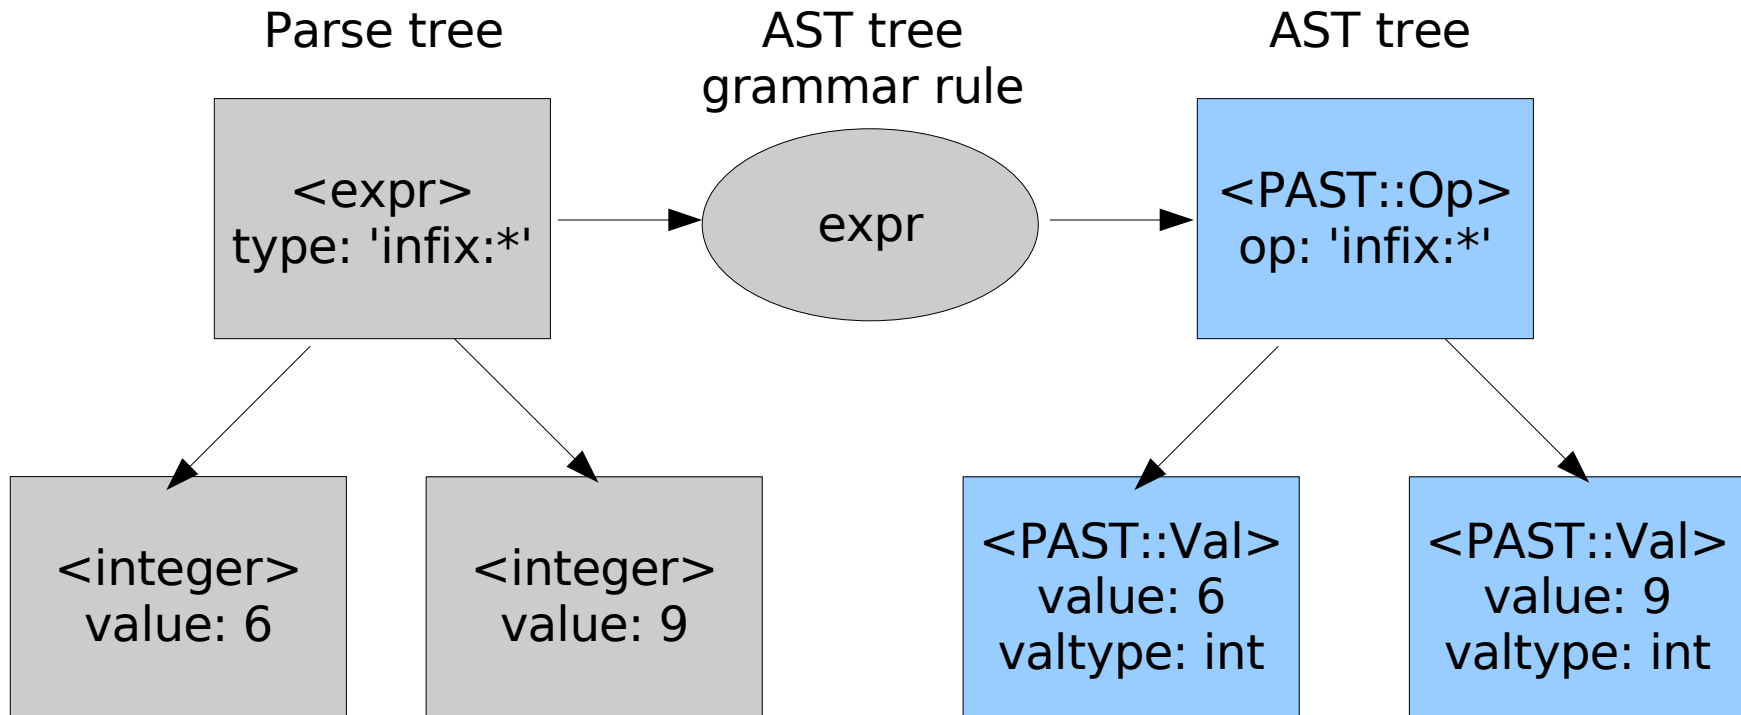 Parse tree
AST tree
grammar rule
AST tree
<expr>
type: 'infix:*'
expr
<PAST::Op>
op: 'infix:*'
<integer>
value: 6
<integer>
value: 9
<PAST::Val>
value: 6
valtype: int
<PAST::Val>
value: 9
valtype: int